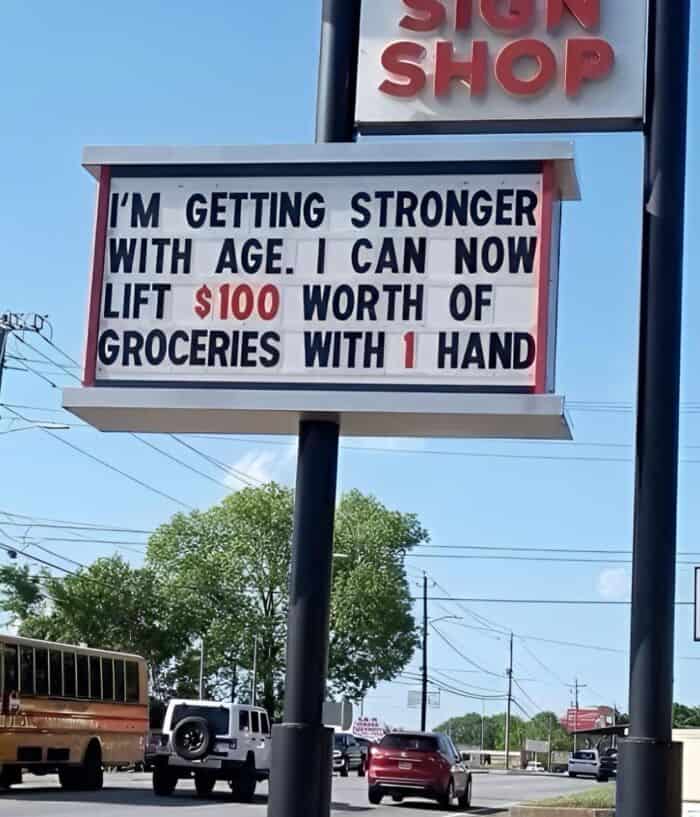 SIGN
SHOP
I'M GETTING STRONGER
WITH AGE. I CAN NOW
LIFT $100 WORTH OF
GROCERIES WITH 1 HAND